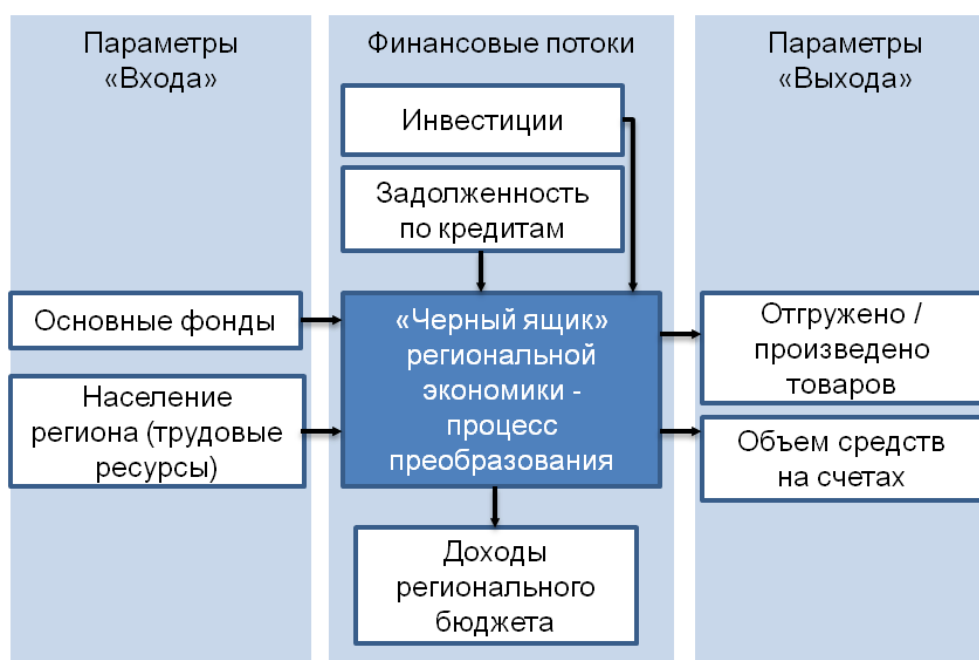 Параметры
«Входа»
Основные фонды
Население
региона (трудовые
ресурсы)
Финансовые потоки
Инвестиции
Задолженность
по кредитам
«Черный ящик»
региональной
экономики -
процесс
преобразования
Доходы
регионального
бюджета
Параметры
«Выхода»
Отгружено /
произведено
товаров
Объем средств
на счетах